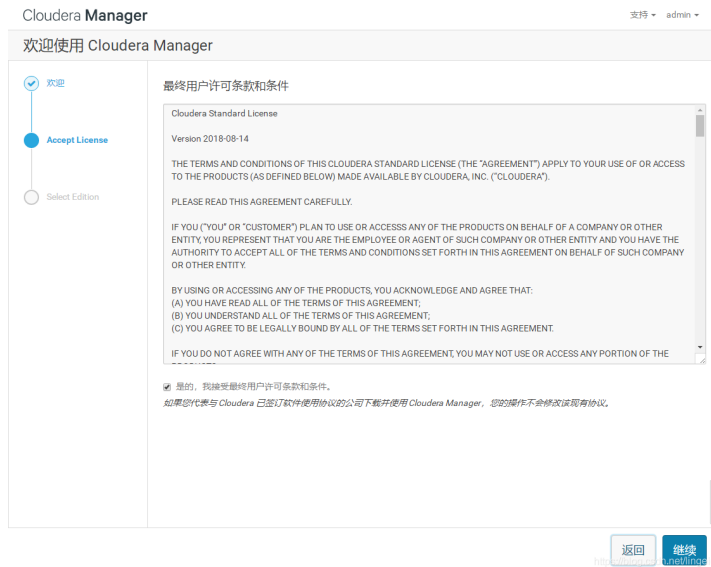 Cloudera Manager
支持 admin
欢迎使用 Cloudera Manager
欢迎
Accept License
Select Edition
最终用户许可条款和条件
Cloudera Standard License
Version 2018-08-14
THE TERMS AND CONDITIONS OF THIS CLOUDERA STANDARD LICENSE (THE "AGREEMENT") APPLY TO YOUR USE OF OR ACCESS
TO THE PRODUCTS (AS DEFINED BELOW) MADE AVAILABLE BY CLOUDERA, INC. ("CLOUDERA").
PLEASE READ THIS AGREEMENT CAREFULLY.
IF YOU ("YOU" OR "CUSTOMER") PLAN TO USE OR ACCESSS ANY OF THE PRODUCTS ON BEHALF OF A COMPANY OR OTHER
ENTITY, YOU REPRESENT THAT YOU ARE THE EMPLOYEE OR AGENT OF SUCH COMPANY OR OTHER ENTITY AND YOU HAVE THE
AUTHORITY TO ACCEPT ALL OF THE TERMS AND CONDITIONS SET FORTH IN THIS AGREEMENT ON BEHALF OF SUCH COMPANY
OR OTHER ENTITY.
BY USING OR ACCESSING ANY OF THE PRODUCTS, YOU ACKNOWLEDGE AND AGREE THAT:
(A) YOU HAVE READ ALL OF THE TERMS OF THIS AGREEMENT;
(B) YOU UNDERSTAND ALL OF THE TERMS OF THIS AGREEMENT;
(C) YOU AGREE TO BE LEGALLY BOUND BY ALL OF THE TERMS SET FORTH IN THIS AGREEMENT.
IF YOU DO NOT AGREE WITH ANY OF THE TERMS OF THIS AGREEMENT, YOU MAY NOT USE OR ACCESS ANY PORTION OF THE
是的，我接受最终用户许可条款和条件。
如果您代表与 Cloudera 已签订软件使用协议的公司下载并使用 Cloudera Manager，您的操作不会修改该现有协议。
返回 继续